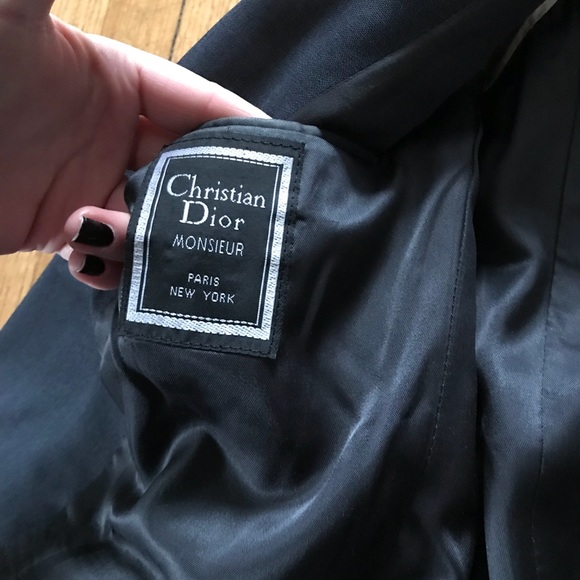 Christian
Dior
MONSIEUR
PARIS
NEW YORK